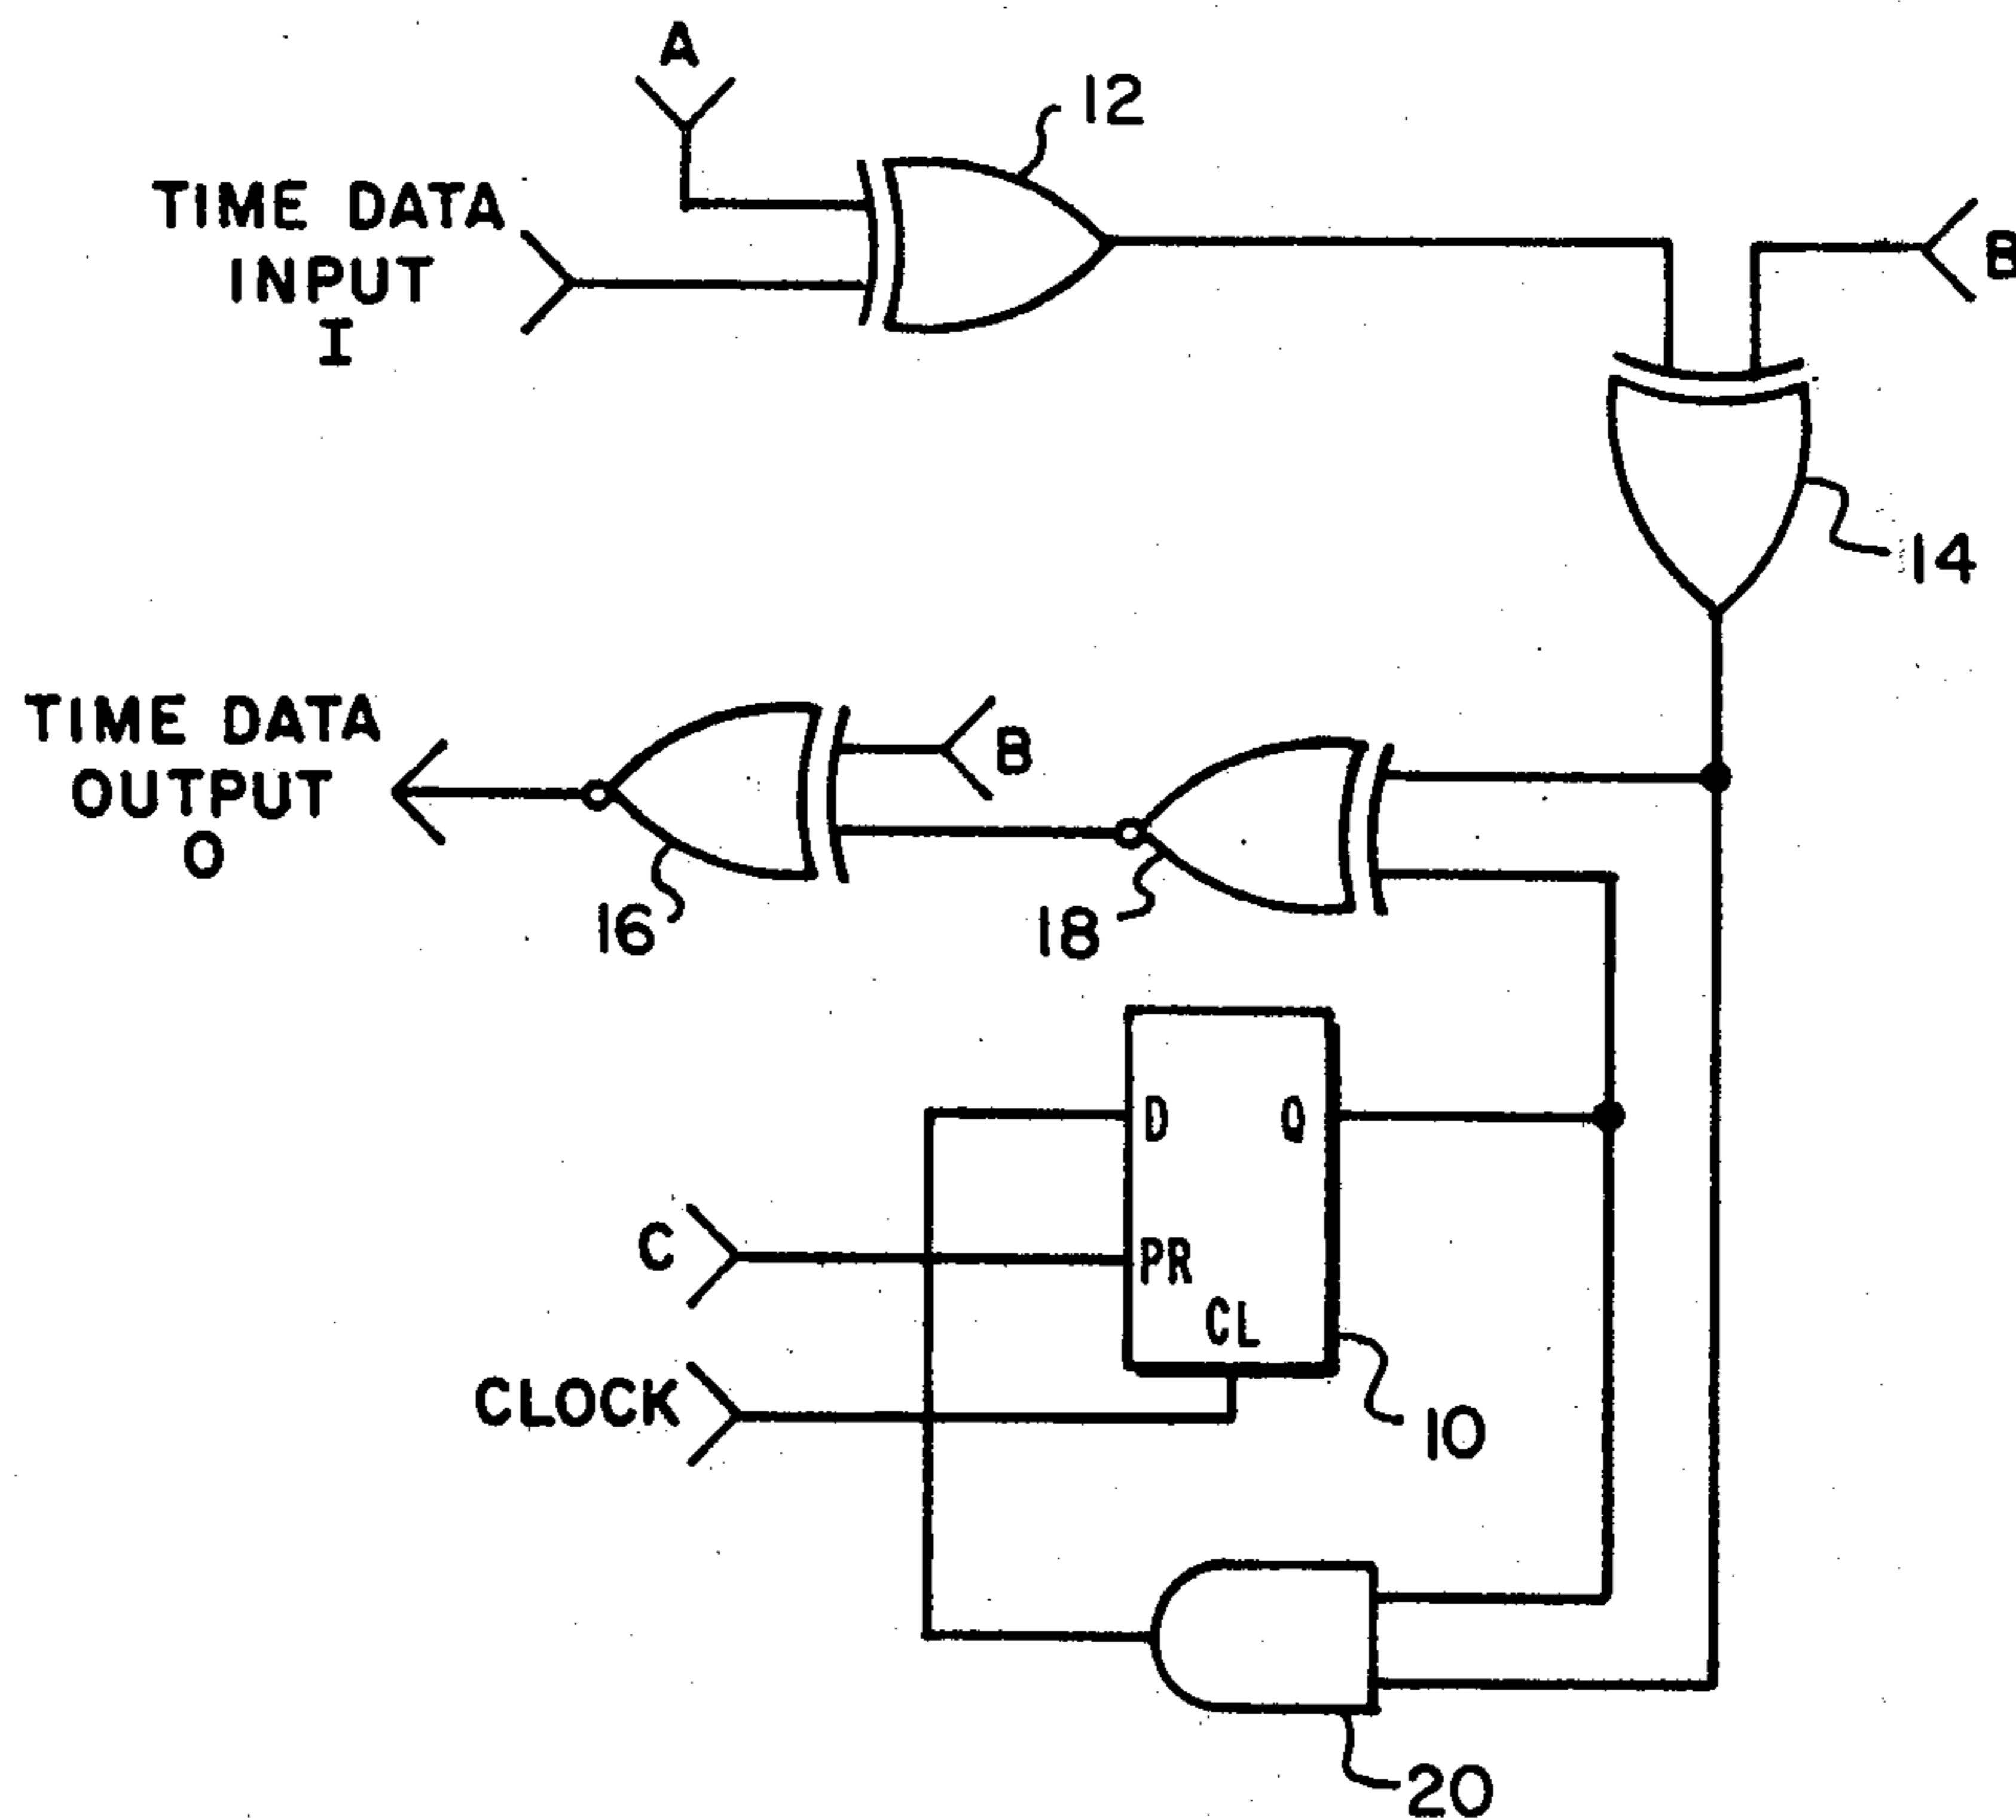 A
12
TIME DATA
INPUT
I
B
14
TIME DATA
OUTPUT
O
B
16
18
D
Q
C
PR
CL
CLOCK
10
20